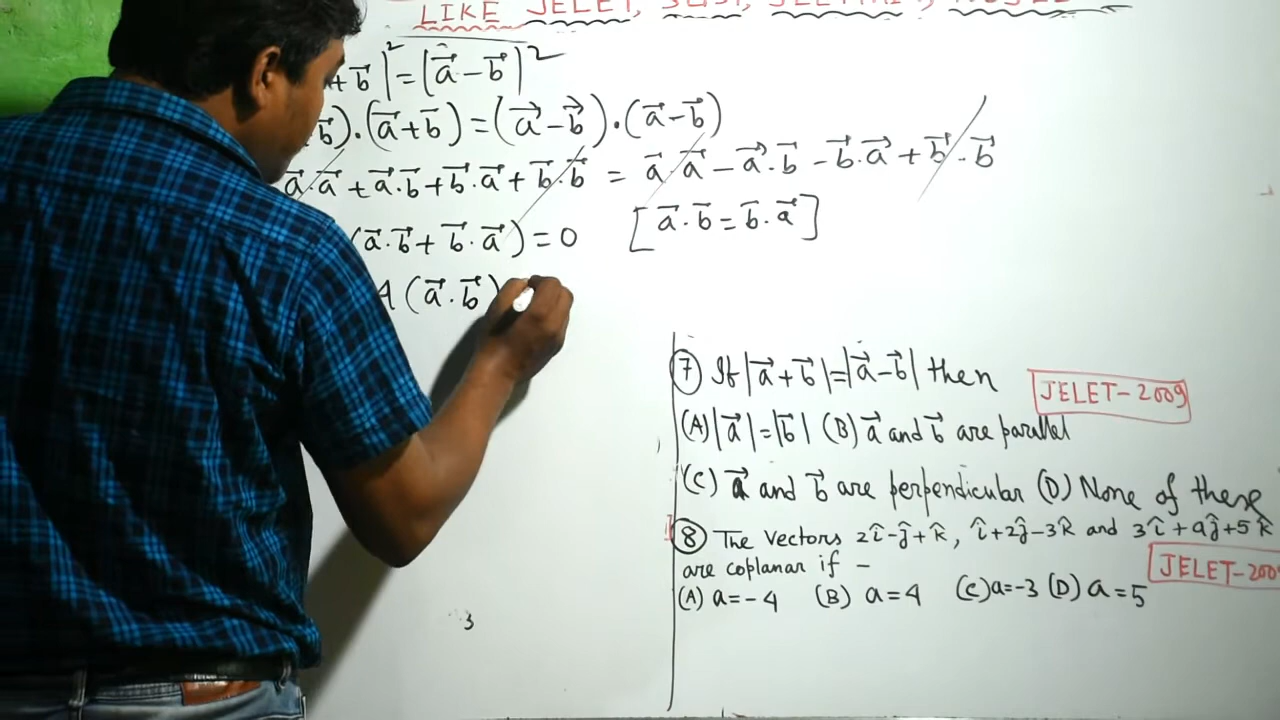 LIKE JELET,
+ b⃗|² = |a⃗ - b⃗|²
b⃗).(a⃗+b⃗) = (a⃗-b⃗).(a⃗-b⃗)
a⃗.a⃗ + a⃗.b⃗ + b⃗.a⃗ + b⃗.b⃗ = a⃗.a⃗ - a⃗.b⃗ - b⃗.a⃗ + b⃗.b⃗
(a⃗.b⃗ + b⃗.a⃗) = 0 [a⃗.b⃗ = b⃗.a⃗]
4(a⃗.b⃗)
⑦ If |a⃗+b⃗|=|a⃗-b⃗| then JELET-2009
(A)|a⃗|=|b⃗| (B) a⃗ and b⃗ are parallel
(C) a⃗ and b⃗ are perpendicular (D) None of these
⑧ The vectors 2î-ĵ+k̂, î+2ĵ-3k̂ and 3î+aĵ+5k̂
are coplanar if - JELET-2009
(A) a=-4 (B) a=4 (C) a=-3 (D) a=5
3